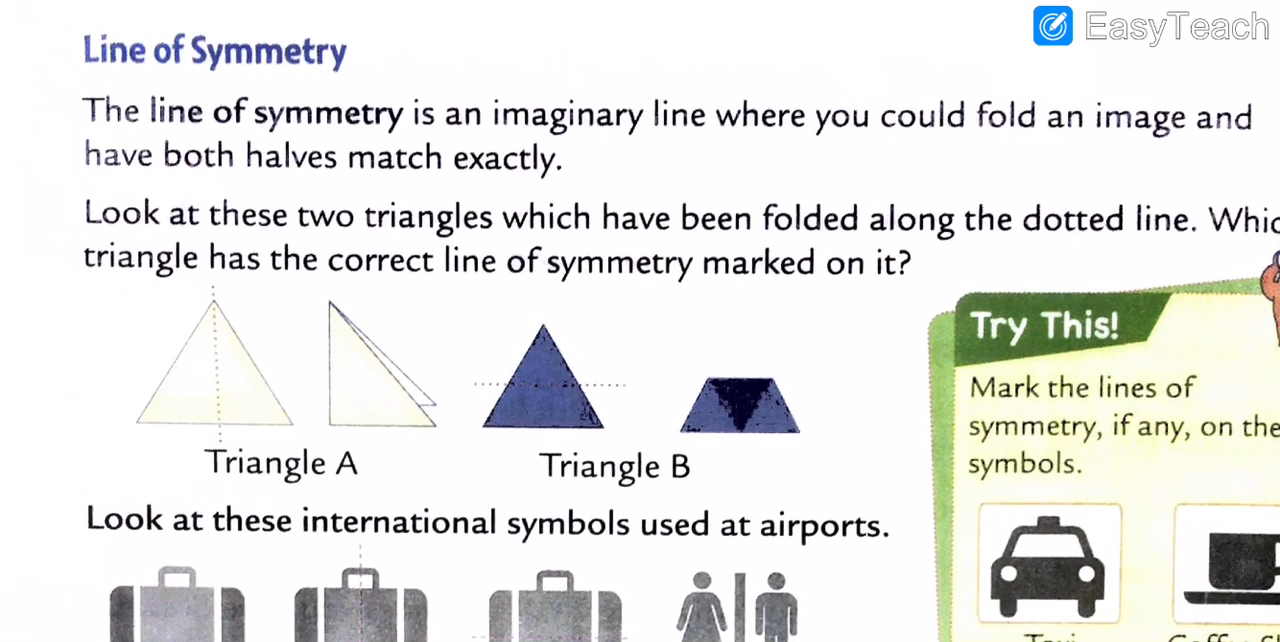 EasyTeach
Line of Symmetry
The line of symmetry is an imaginary line where you could fold an image and
have both halves match exactly.
Look at these two triangles which have been folded along the dotted line.
triangle has the correct line of symmetry marked on it?
Triangle A
Triangle B
Look at these international symbols used at airports.
Try This!
Mark the lines of
symmetry, if any, on the
symbols.